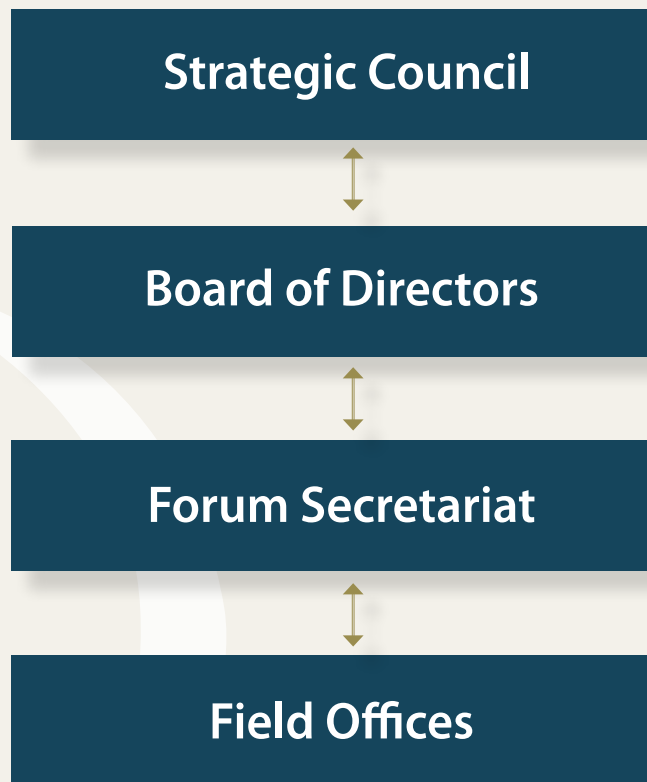 Strategic Council
Board of Directors
Forum Secretariat
Field Offices